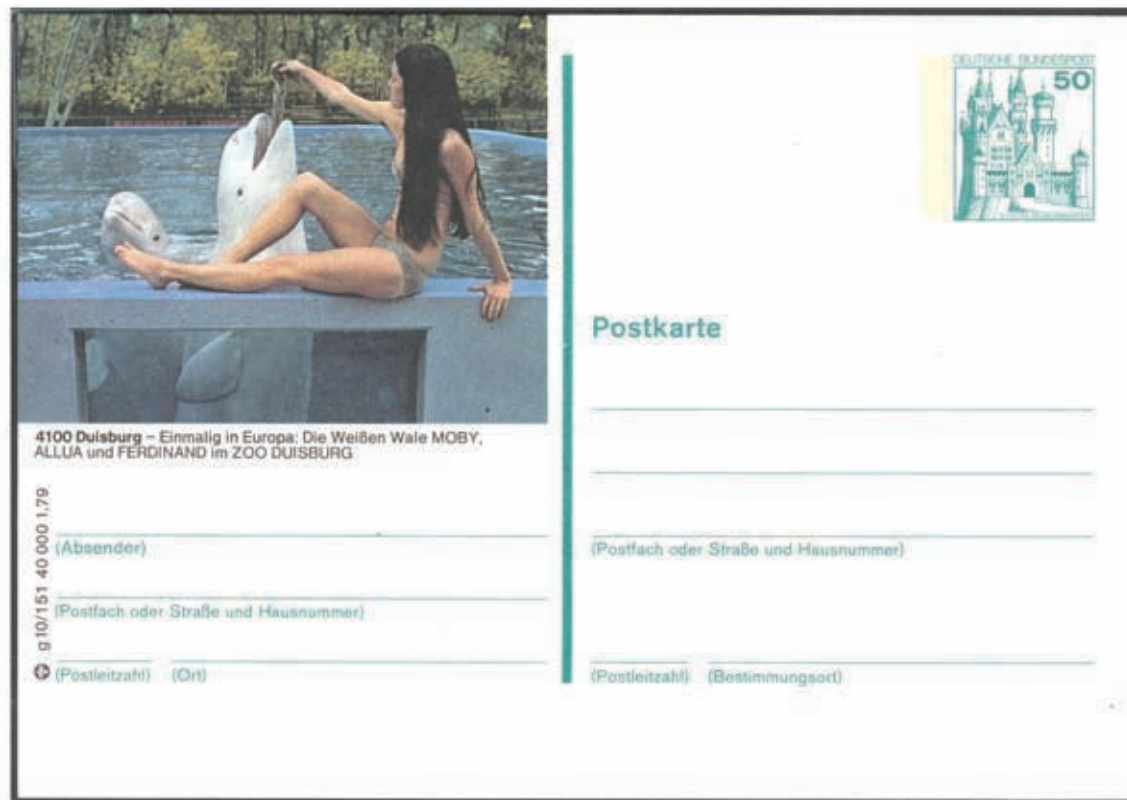 4100 Duisburg – Einmalig in Europa: Die Weißen Wale MOBY,
ALLUA und FERDINAND im ZOO DUISBURG
g 10/151 40 000 1,79
(Absender)
(Postfach oder Straße und Hausnummer)
(Postleitzahl) (Ort)
DEUTSCHE BUNDESPOST
50
Postkarte
(Postfach oder Straße und Hausnummer)
(Postleitzahl) (Bestimmungsort)